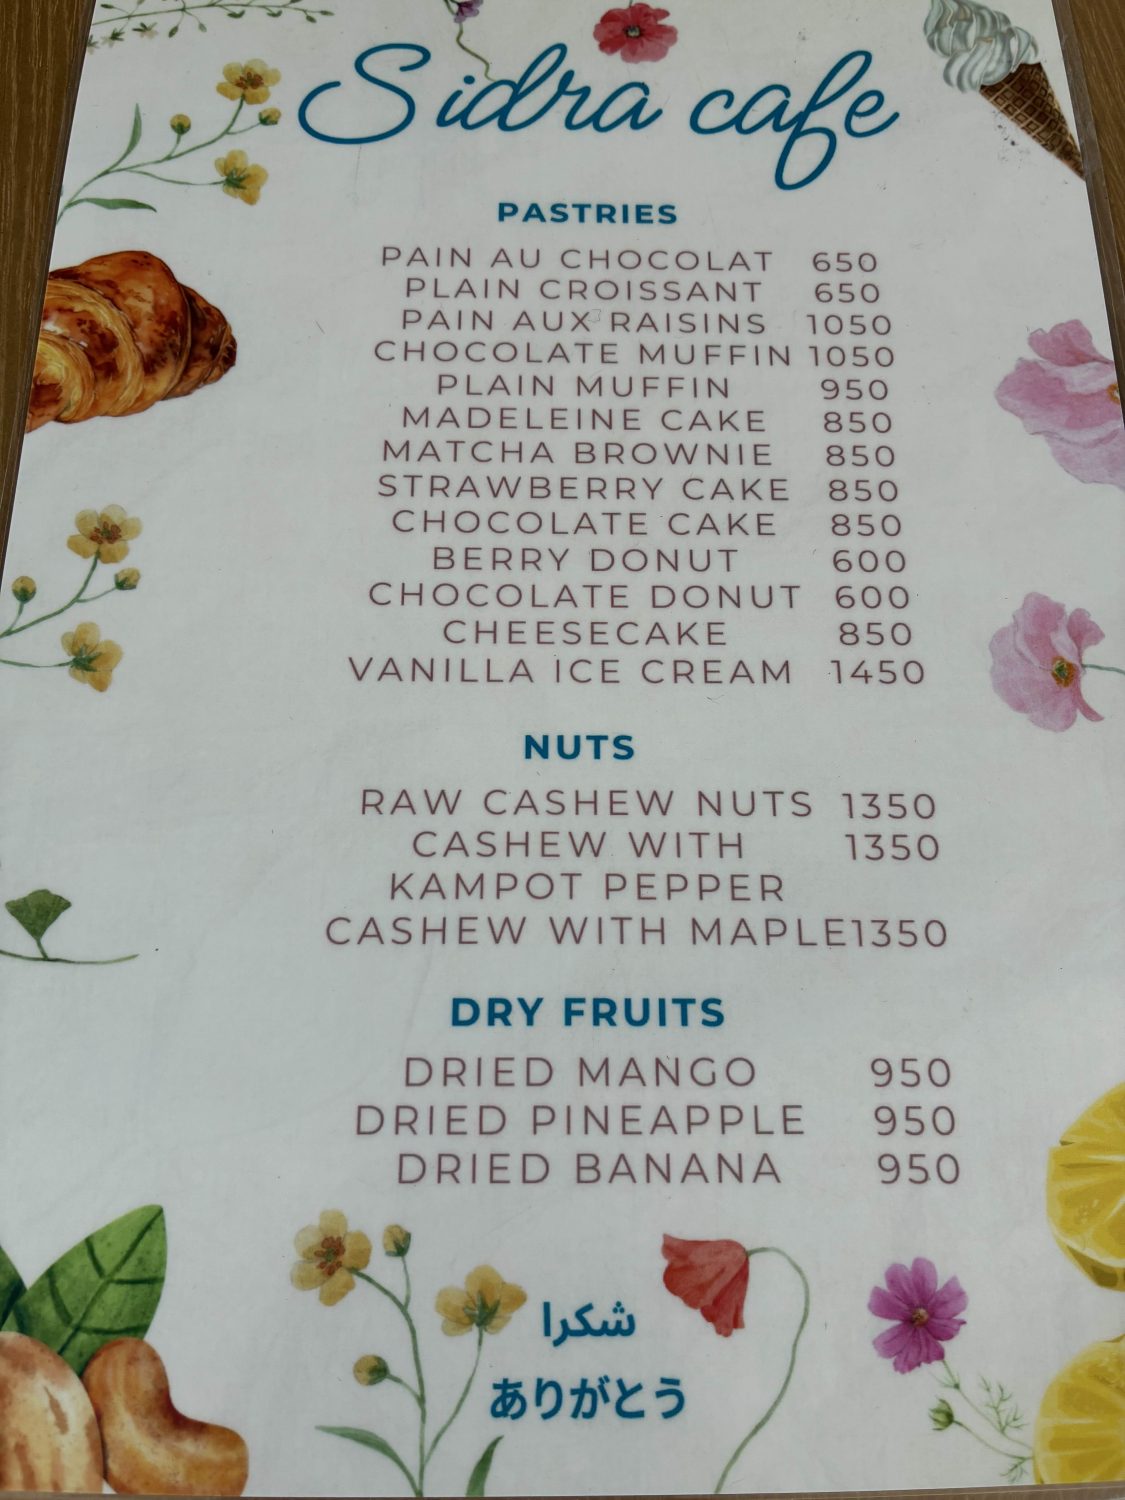 Sidra cafe
PASTRIES
PAIN AU CHOCOLAT 650
PLAIN CROISSANT 650
PAIN AUX RAISINS 1050
CHOCOLATE MUFFIN 1050
PLAIN MUFFIN 950
MADELEINE CAKE 850
MATCHA BROWNIE 850
STRAWBERRY CAKE 850
CHOCOLATE CAKE 850
BERRY DONUT 600
CHOCOLATE DONUT 600
CHEESECAKE 850
VANILLA ICE CREAM 1450
NUTS
RAW CASHEW NUTS 1350
CASHEW WITH 1350
KAMPOT PEPPER
CASHEW WITH MAPLE1350
DRY FRUITS
DRIED MANGO 950
DRIED PINEAPPLE 950
DRIED BANANA 950
شكرا
ありがとう